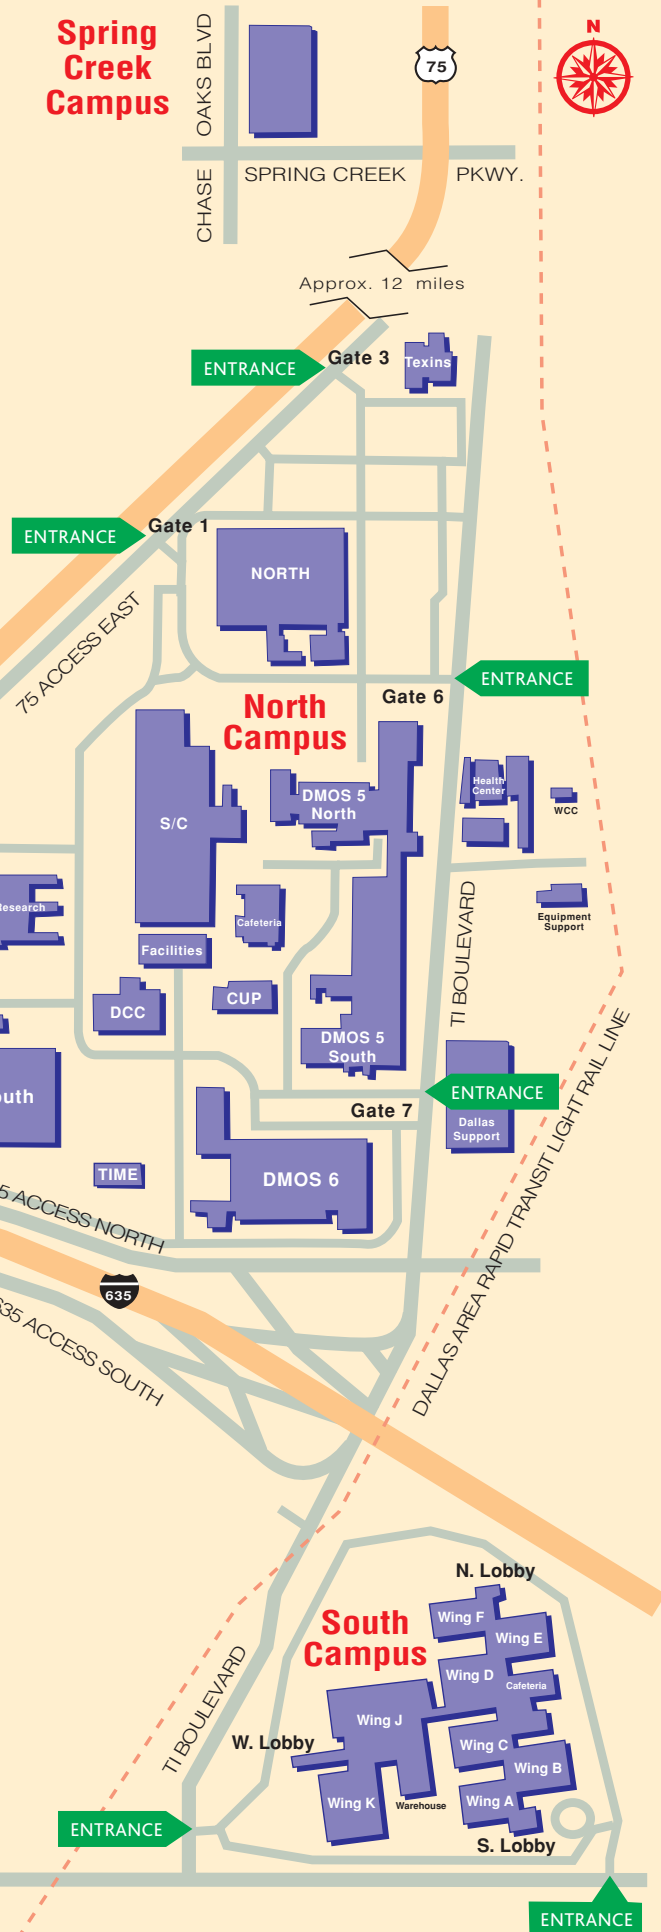 Spring
Creek
Campus
OAKS BLVD
CHASE
75
N
SPRING CREEK PKWY.
Approx. 12 miles
ENTRANCE
Gate 3
Texins
ENTRANCE
Gate 1
NORTH
75 ACCESS EAST
ENTRANCE
Gate 6
North
Campus
S/C
DMOS 5
North
Health
Center
WCC
Cafeteria
Equipment
Support
Facilities
TI BOULEVARD
DCC
CUP
DMOS 5
South
ENTRANCE
Gate 7
Dallas
Support
TIME
DMOS 6
5 ACCESS NORTH
635
635 ACCESS SOUTH
DALLAS AREA RAPID TRANSIT LIGHT RAIL LINE
N. Lobby
South
Campus
Wing F
Wing E
Wing D
Cafeteria
Wing J
W. Lobby
Wing C
Wing B
Wing K
Warehouse
Wing A
S. Lobby
TI BOULEVARD
ENTRANCE
ENTRANCE